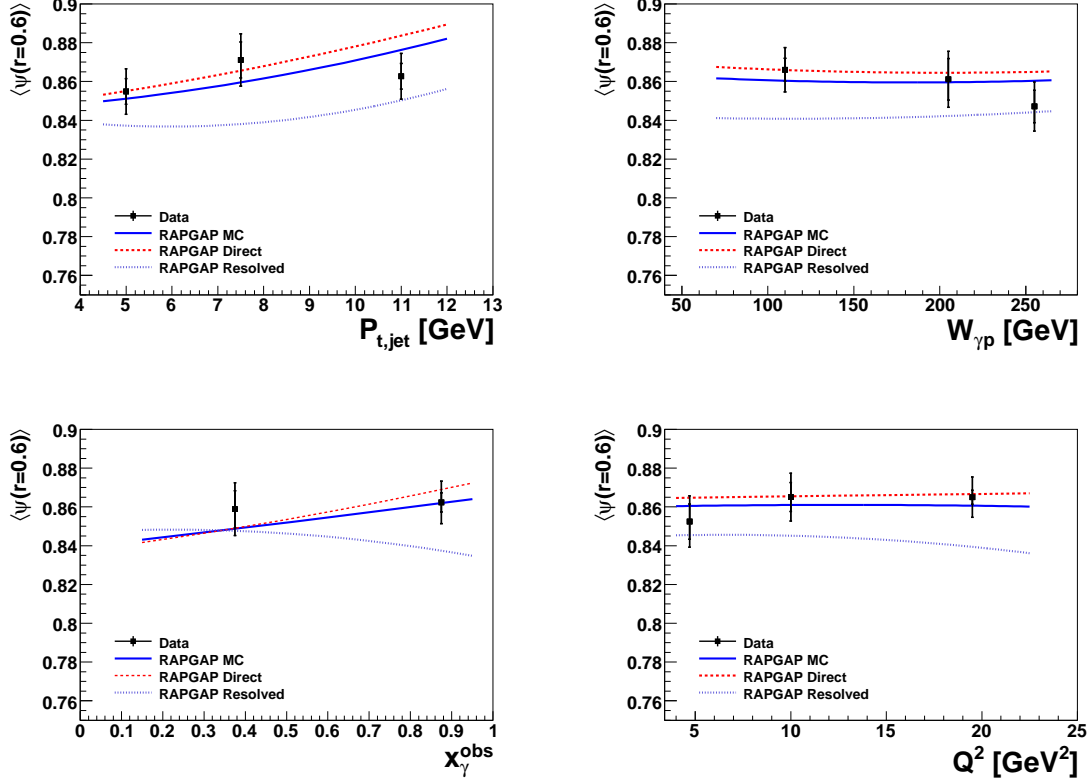 ⟨ψ(r=0.6)⟩
0.9
0.88
0.86
0.84
0.82
0.8
0.78
0.76
Data
RAPGAP MC
RAPGAP Direct
RAPGAP Resolved
4 5 6 7 8 9 10 11 12 13
P_t,jet [GeV]
⟨ψ(r=0.6)⟩
0.9
0.88
0.86
0.84
0.82
0.8
0.78
0.76
Data
RAPGAP MC
RAPGAP Direct
RAPGAP Resolved
50 100 150 200 250
W_γp [GeV]
⟨ψ(r=0.6)⟩
0.9
0.88
0.86
0.84
0.82
0.8
0.78
0.76
Data
RAPGAP MC
RAPGAP Direct
RAPGAP Resolved
0 0.1 0.2 0.3 0.4 0.5 0.6 0.7 0.8 0.9 1
x_γ^obs
⟨ψ(r=0.6)⟩
0.9
0.88
0.86
0.84
0.82
0.8
0.78
0.76
Data
RAPGAP MC
RAPGAP Direct
RAPGAP Resolved
5 10 15 20 25
Q² [GeV²]